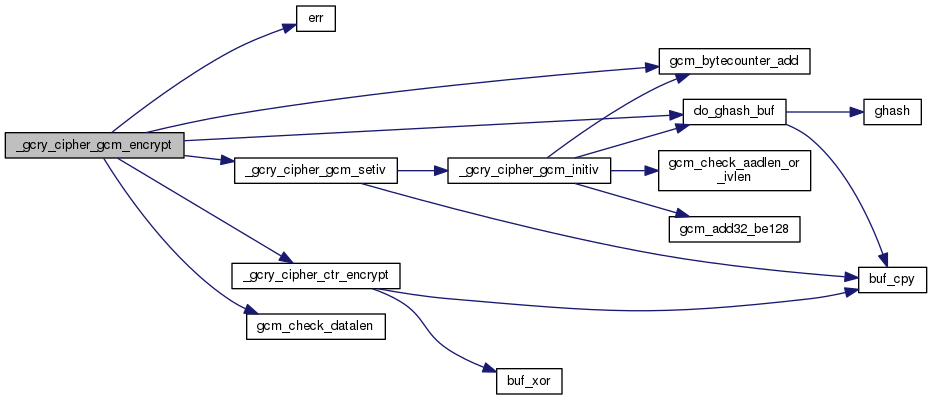 err
gcm_bytecounter_add
do_ghash_buf
ghash
_gcry_cipher_gcm_encrypt
_gcry_cipher_gcm_setiv
_gcry_cipher_gcm_initiv
gcm_check_aadlen_or
_ivlen
gcm_add32_be128
_gcry_cipher_ctr_encrypt
buf_cpy
gcm_check_datalen
buf_xor